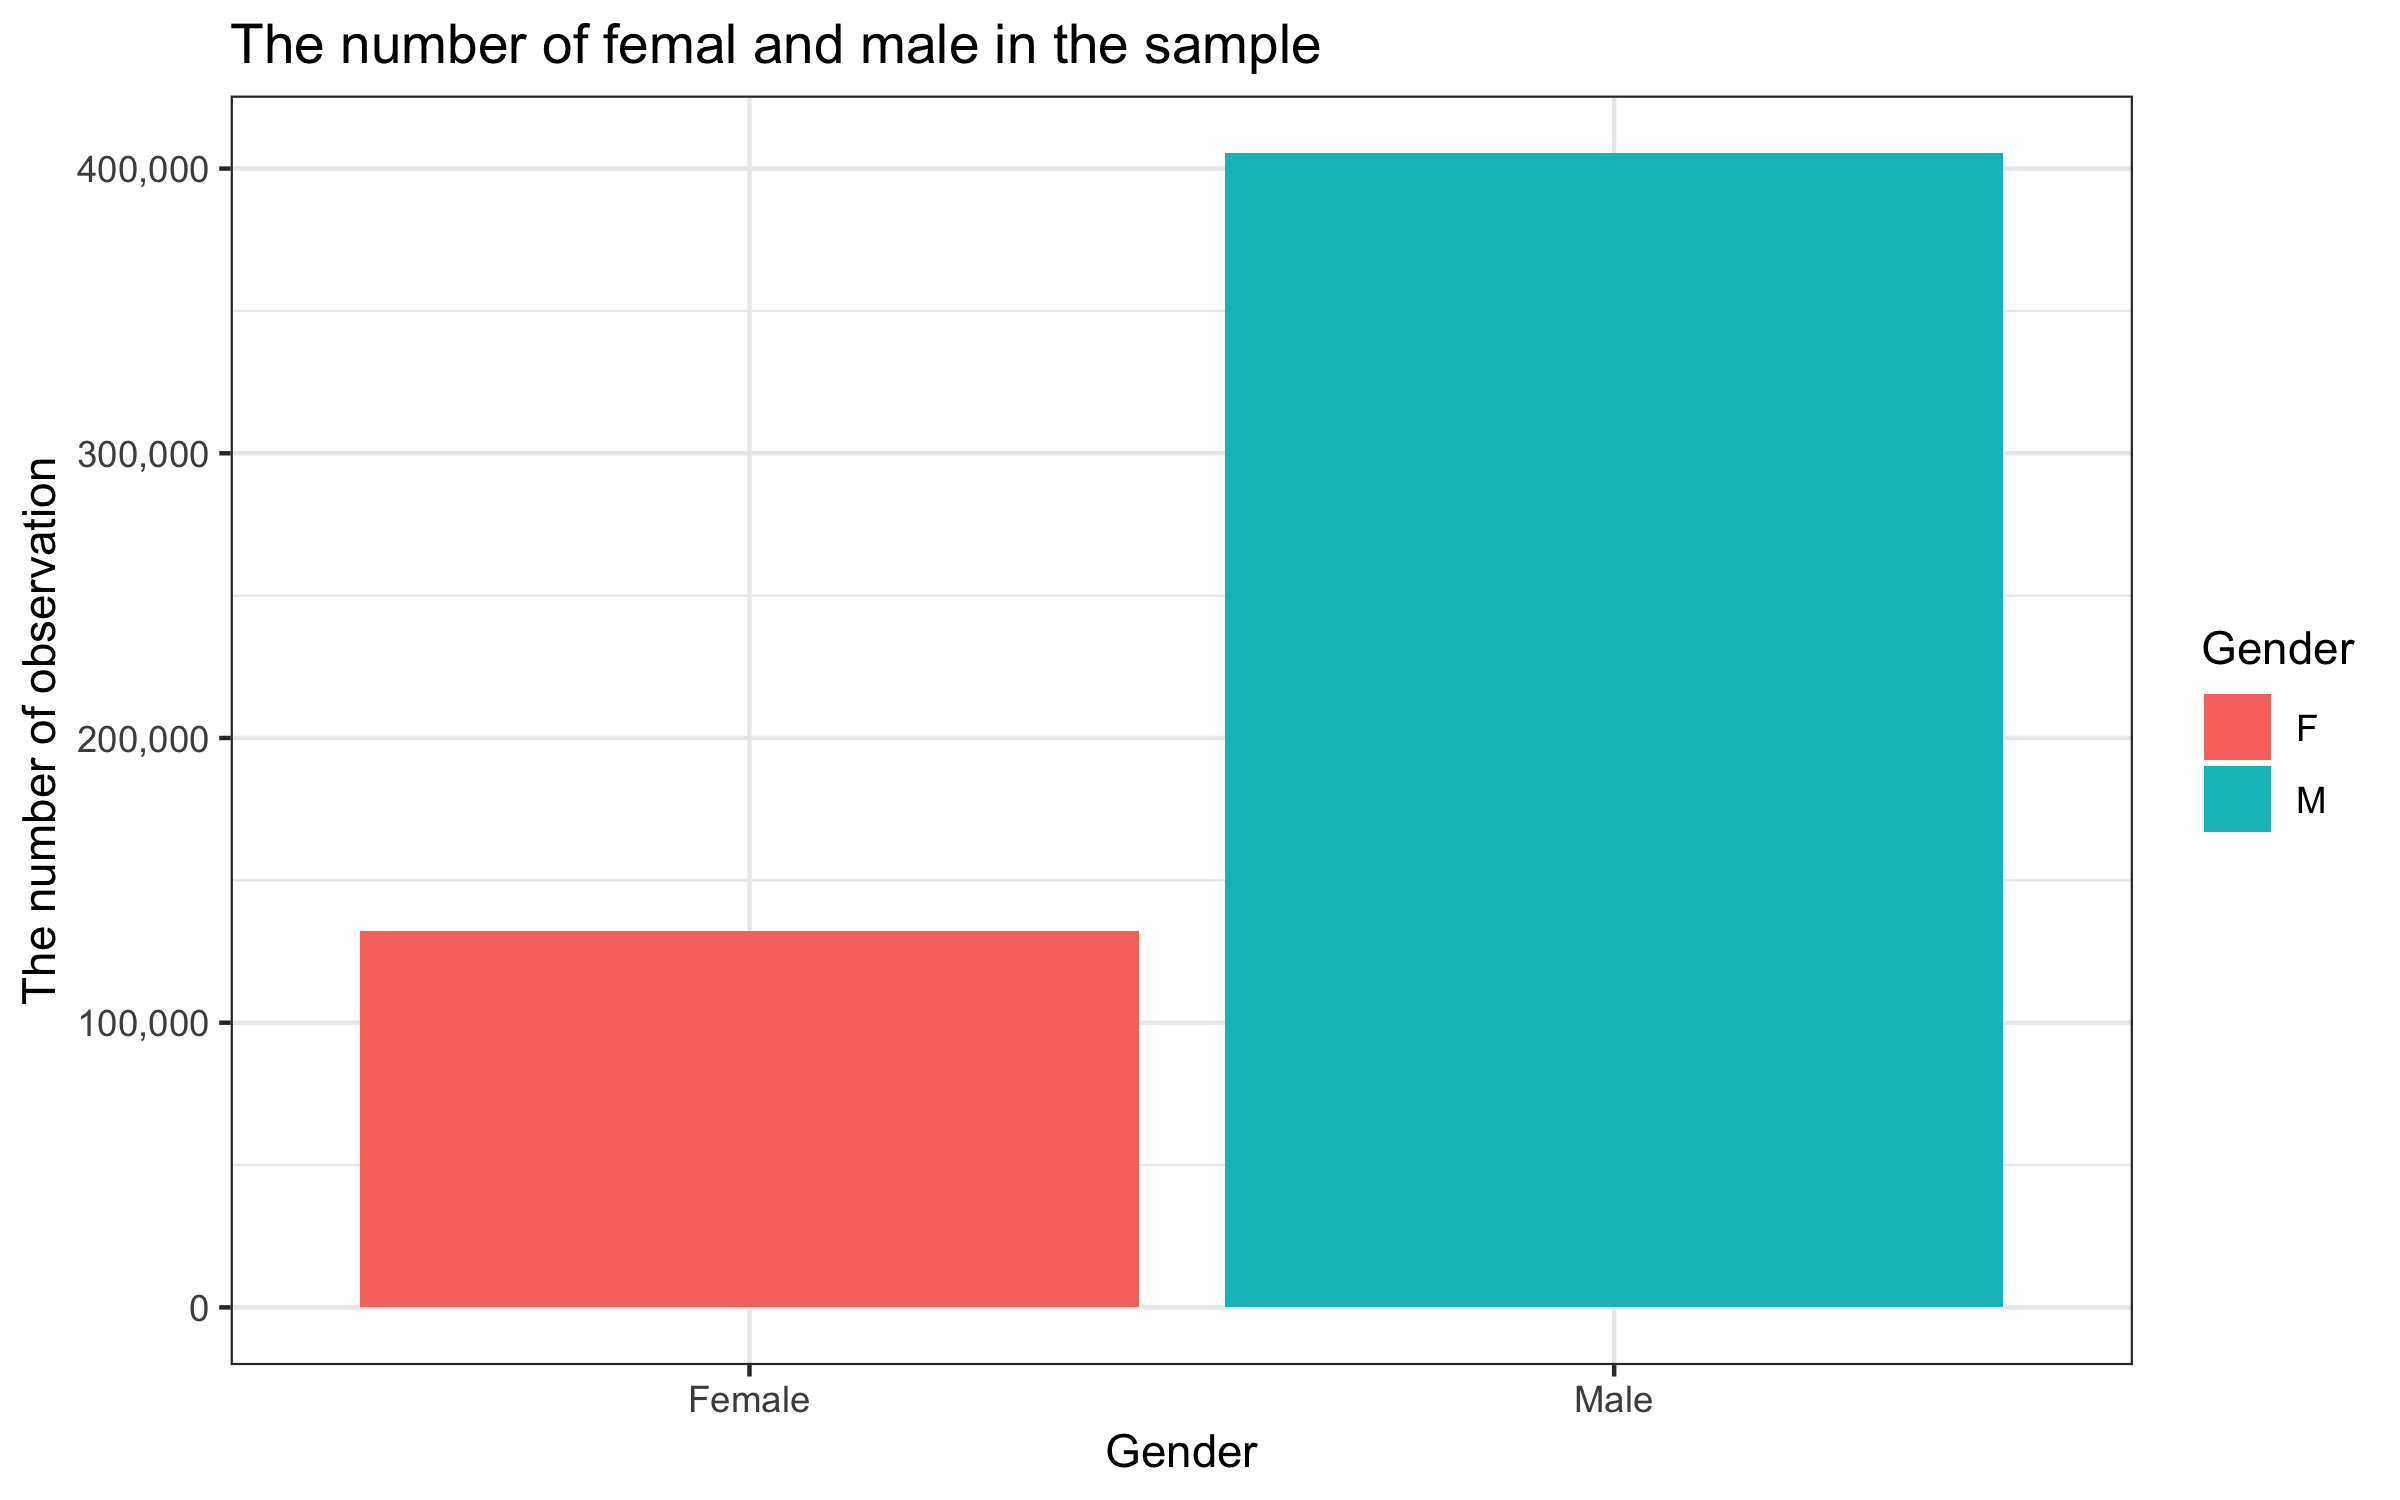 The number of femal and male in the sample
The number of observation
400,000
300,000
200,000
100,000
0
Female
Male
Gender
Gender
F
M